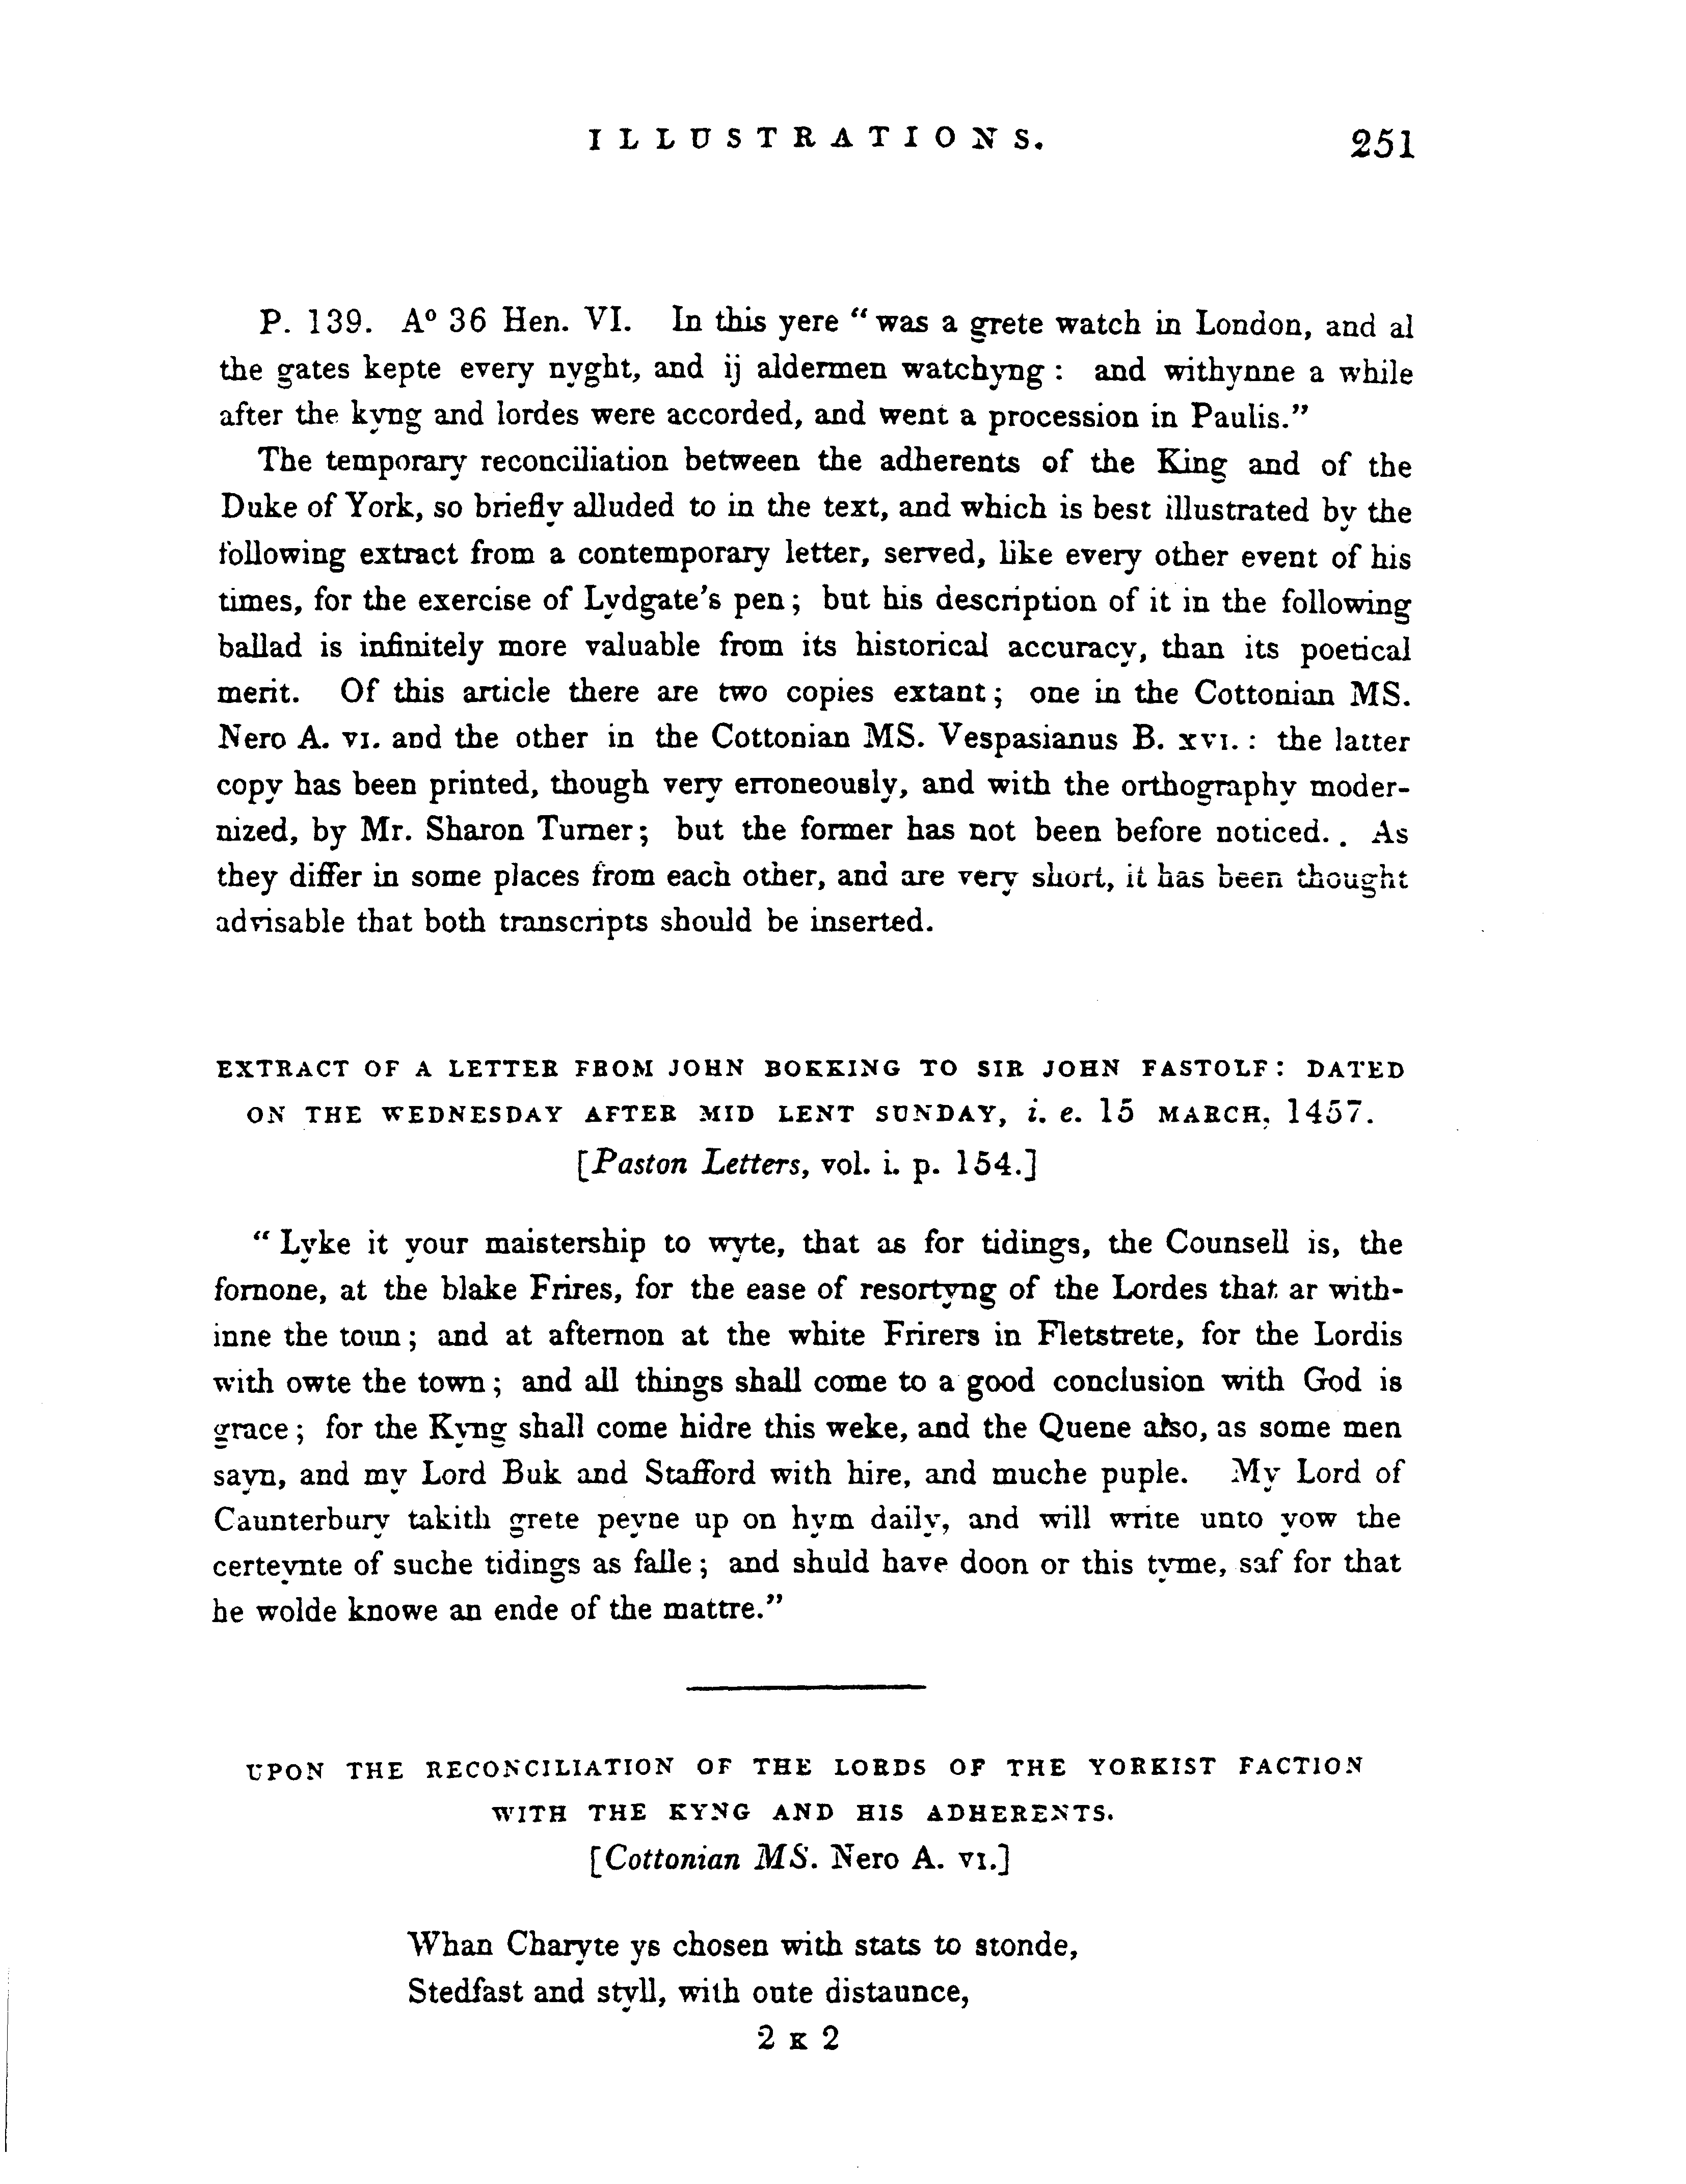 ILLUSTRATIONS. 251
P. 139. Aº 36 Hen. VI. In this yere “was a grete watch in London, and al
the gates kepte every nyght, and ij aldermen watchyng : and withynne a while
after the kyng and lordes were accorded, and went a procession in Paulis.”
The temporary reconciliation between the adherents of the King and of the
Duke of York, so briefly alluded to in the text, and which is best illustrated by the
following extract from a contemporary letter, served, like every other event of his
times, for the exercise of Lydgate's pen; but his description of it in the following
ballad is infinitely more valuable from its historical accuracy, than its poetical
merit. Of this article there are two copies extant; one in the Cottonian MS.
Nero A. VI. and the other in the Cottonian MS. Vespasianus B. XVI.: the latter
copy has been printed, though very erroneously, and with the orthography moder-
nized, by Mr. Sharon Turner; but the former has not been before noticed. . As
they differ in some places from each other, and are very short, it has been thought
advisable that both transcripts should be inserted.
EXTRACT OF A LETTER FROM JOHN BOKKING TO SIR JOHN FASTOLF: DATED
ON THE WEDNESDAY AFTER MID LENT SUNDAY, i. e. 15 MARCH, 1457.
[Paston Letters, vol. i. p. 154.]
“Lyke it your maistership to wyte, that as for tidings, the Counsell is, the
fornone, at the blake Frires, for the ease of resortyng of the Lordes that ar with-
inne the toun; and at afternon at the white Frirers in Fletstrete, for the Lordis
with owte the town; and all things shall come to a good conclusion with God is
grace; for the Kyng shall come hidre this weke, and the Quene also, as some men
sayn, and my Lord Buk and Stafford with hire, and muche puple. My Lord of
Caunterbury takith grete peyne up on hym daily, and will write unto yow the
certeynte of suche tidings as falle; and shuld have doon or this tyme, saf for that
he wolde knowe an ende of the mattre.”
UPON THE RECONCILIATION OF THE LORDS OF THE YORKIST FACTION
WITH THE KYNG AND HIS ADHERENTS.
[Cottonian MS. Nero A. VI.]
Whan Charyte ys chosen with stats to stonde,
Stedfast and styll, with oute distaunce,
2 K 2